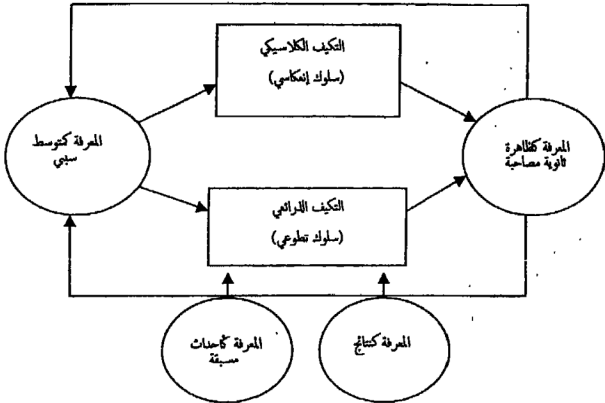 التكيف الكلاسيكي
(سلوك إنعكاسي)
المعرفة كمتوسط
سببي
المعرفة كظاهرة
ثانوية مصاحبة
التكيف الذرائعي
(سلوك تطوعي)
المعرفة كأحداث
مسبقة
المعرفة كنتائج